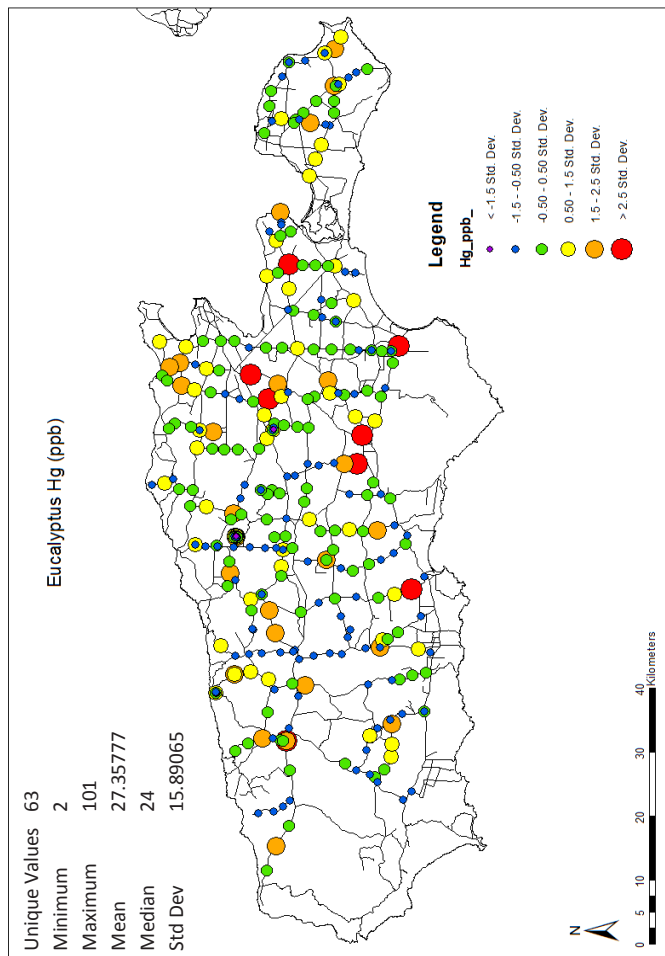 Unique Values 63
Minimum 2
Maximum 101
Mean 27.35777
Median 24
Std Dev 15.89065
Eucalyptus Hg (ppb)
Legend
Hg_ppb_
< -1.5 Std. Dev.
-1.5 - -0.50 Std. Dev.
-0.50 - 0.50 Std. Dev.
0.50 - 1.5 Std. Dev.
1.5 - 2.5 Std. Dev.
> 2.5 Std. Dev.
N
0 5 10 20 30 40
Kilometers